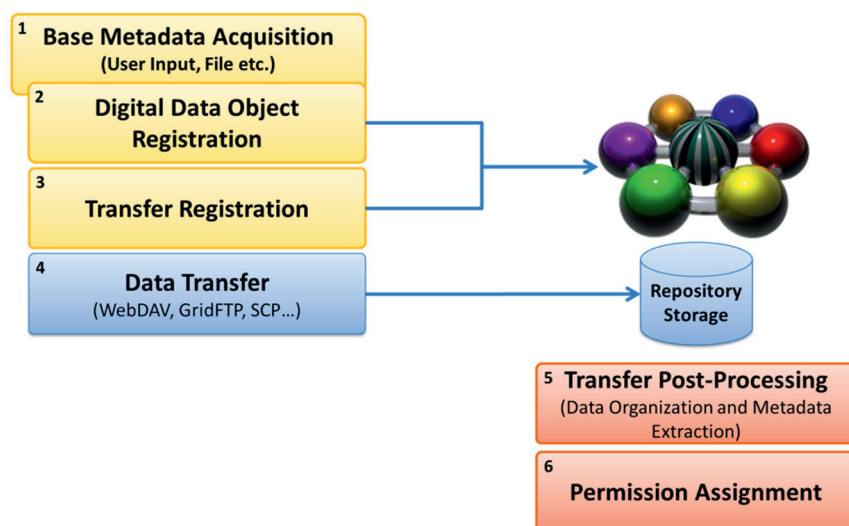 1
Base Metadata Acquisition
(User Input, File etc.)
2
Digital Data Object
Registration
3
Transfer Registration
4
Data Transfer
(WebDAV, GridFTP, SCP...)
Repository
Storage
5
Transfer Post-Processing
(Data Organization and Metadata
Extraction)
6
Permission Assignment